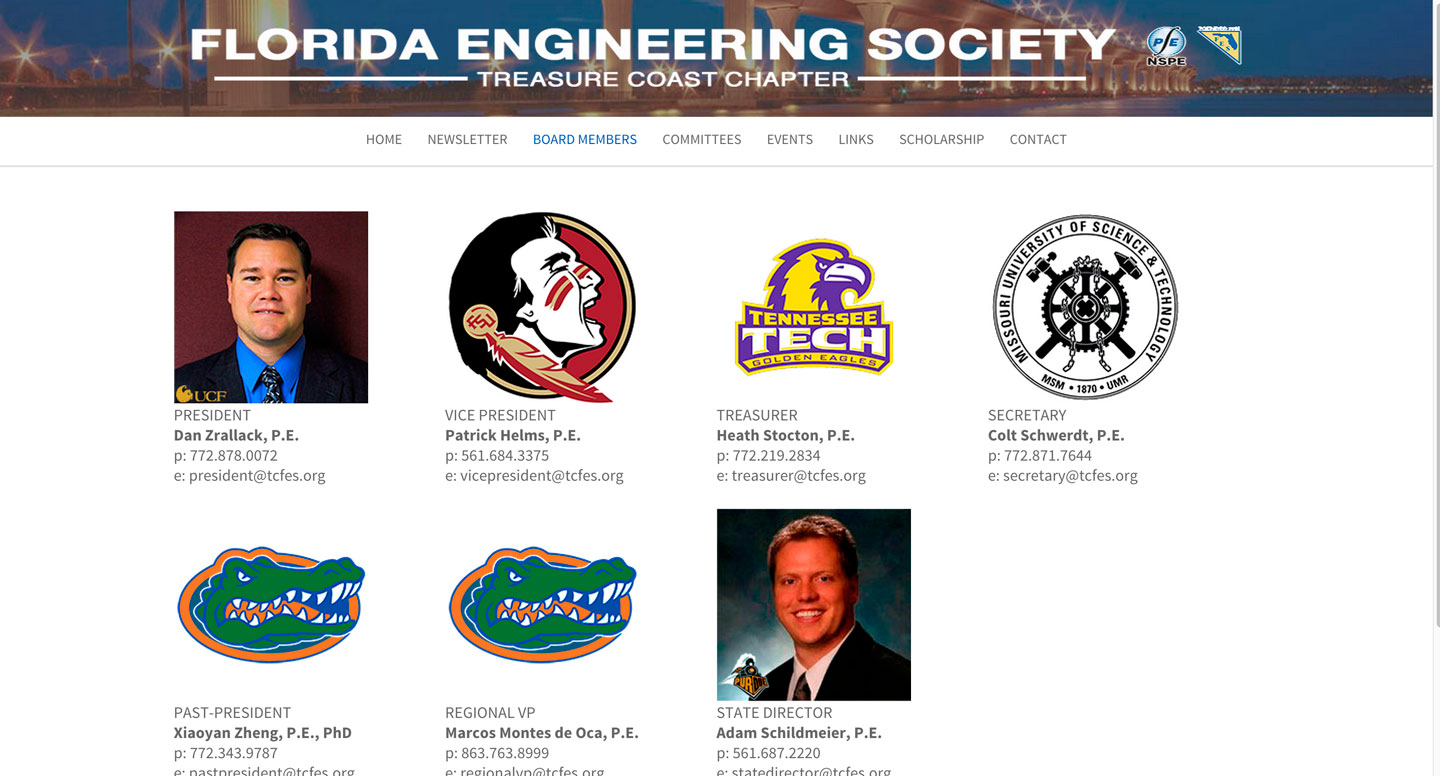 FLORIDA ENGINEERING SOCIETY
TREASURE COAST CHAPTER
NSPE
HOME NEWSLETTER BOARD MEMBERS COMMITTEES EVENTS LINKS SCHOLARSHIP CONTACT
UCF
FSU
TENNESSEE
TECH
GOLDEN EAGLES
MISSOURI UNIVERSITY OF SCIENCE & TECHNOLOGY
MSM • 1870 • UMR
PRESIDENT
Dan Zrallack, P.E.
p: 772.878.0072
e: president@tcfes.org
VICE PRESIDENT
Patrick Helms, P.E.
p: 561.684.3375
e: vicepresident@tcfes.org
TREASURER
Heath Stocton, P.E.
p: 772.219.2834
e: treasurer@tcfes.org
SECRETARY
Colt Schwerdt, P.E.
p: 772.871.7644
e: secretary@tcfes.org
PURDUE
PAST-PRESIDENT
Xiaoyan Zheng, P.E., PhD
p: 772.343.9787
e: pastpresident@tcfes.org
REGIONAL VP
Marcos Montes de Oca, P.E.
p: 863.763.8999
e: regionalvp@tcfes.org
STATE DIRECTOR
Adam Schildmeier, P.E.
p: 561.687.2220
e: statedirector@tcfes.org